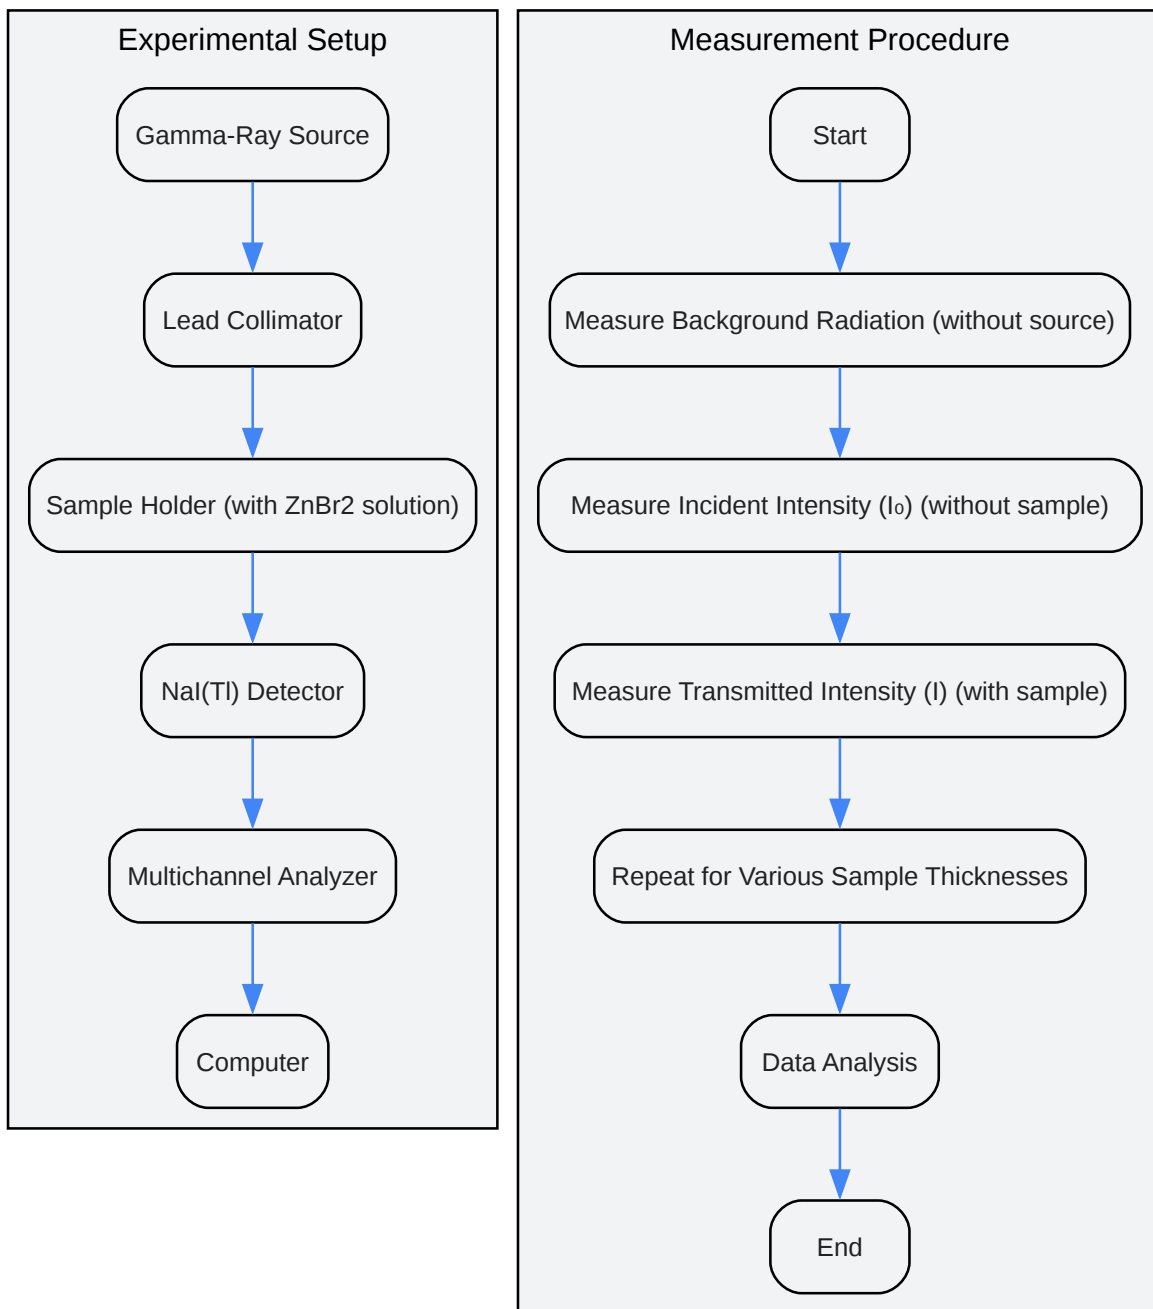 Experimental Setup
Gamma-Ray Source
Lead Collimator
Sample Holder (with ZnBr2 solution)
NaI(Tl) Detector
Multichannel Analyzer
Computer
Measurement Procedure
Start
Measure Background Radiation (without source)
Measure Incident Intensity (I₀) (without sample)
Measure Transmitted Intensity (I) (with sample)
Repeat for Various Sample Thicknesses
Data Analysis
End